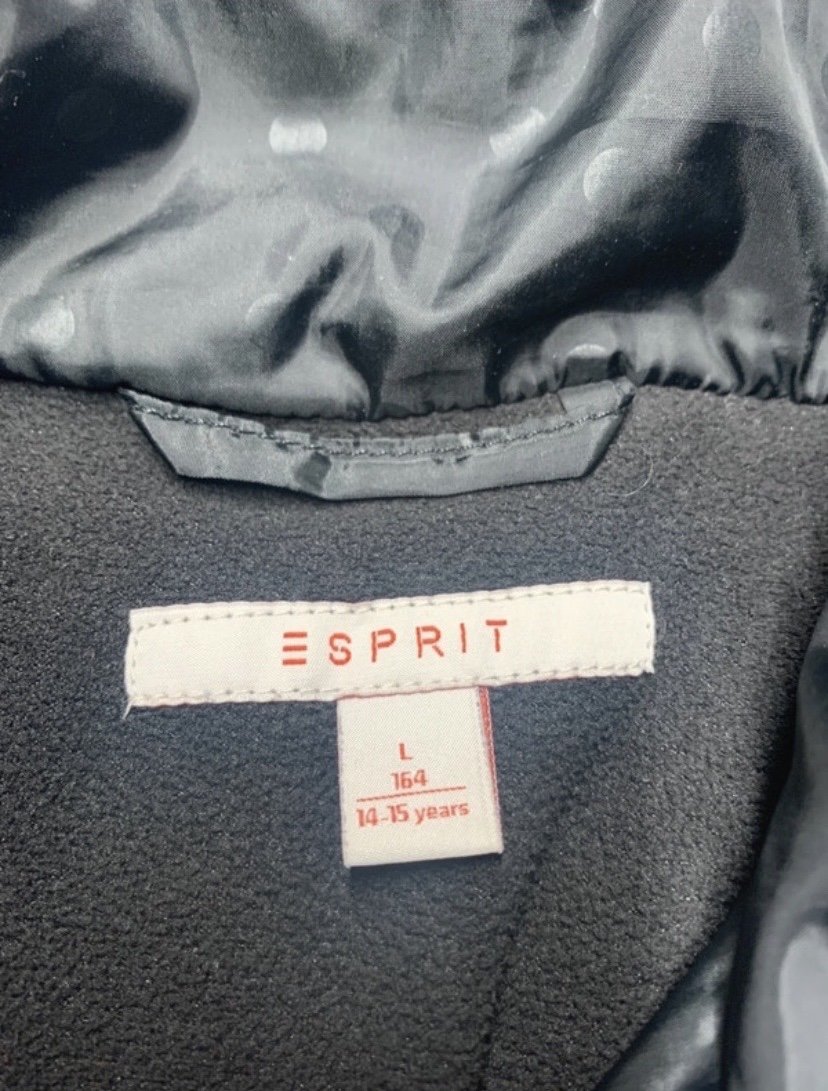 ESPRIT
L
164
14-15 years